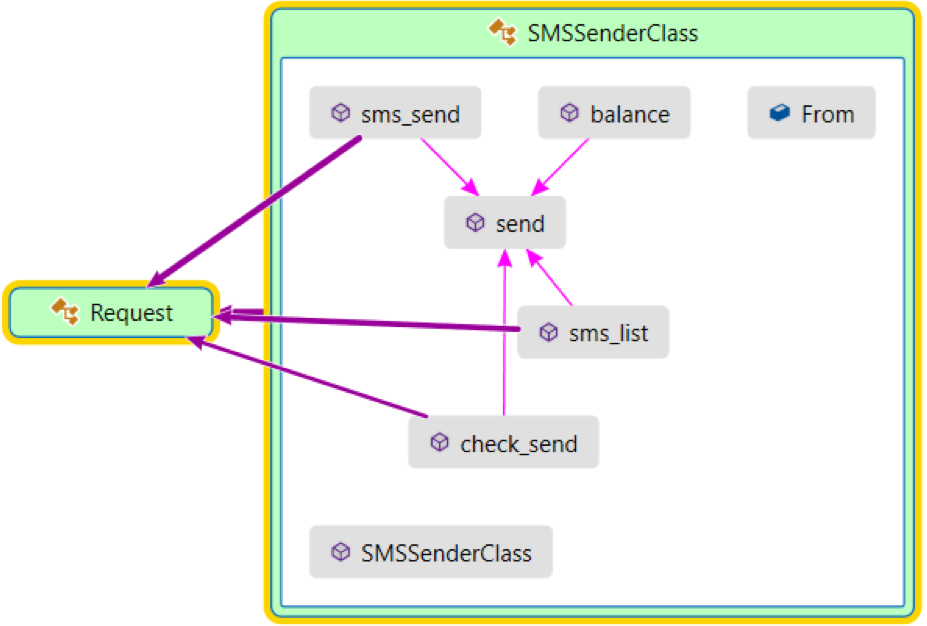 SMSSenderClass
sms_send
balance
From
send
Request
sms_list
check_send
SMSSenderClass